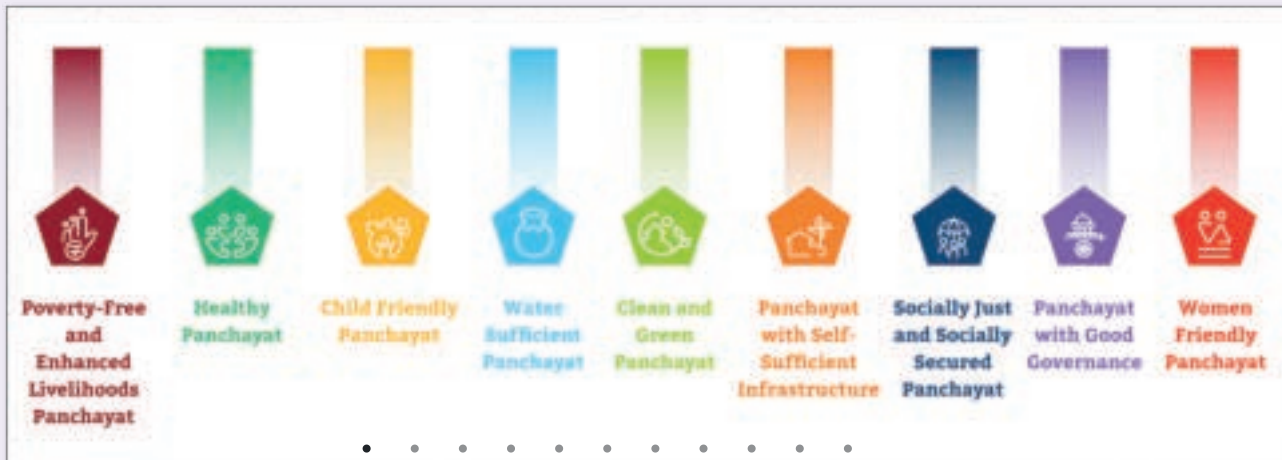 Poverty-Free
and
Enhanced
Livelihoods
Panchayat
Healthy
Panchayat
Child Friendly
Panchayat
Water
Sufficient
Panchayat
Clean and
Green
Panchayat
Panchayat
with Self-
Sufficient
Infrastructure
Socially Just
and Socially
Secured
Panchayat
Panchayat
with Good
Governance
Women
Friendly
Panchayat